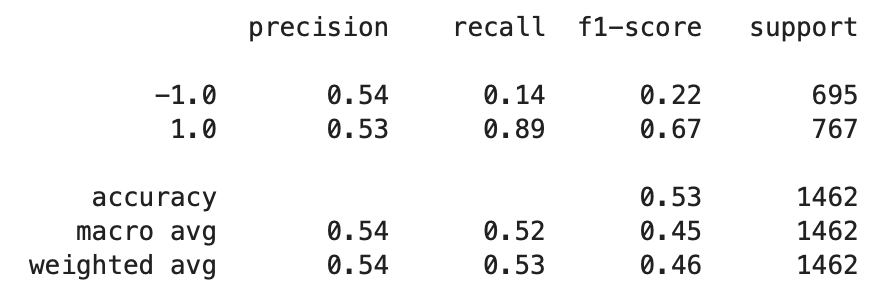 precision recall f1-score support
-1.0 0.54 0.14 0.22 695
1.0 0.53 0.89 0.67 767
accuracy 0.53 1462
macro avg 0.54 0.52 0.45 1462
weighted avg 0.54 0.53 0.46 1462